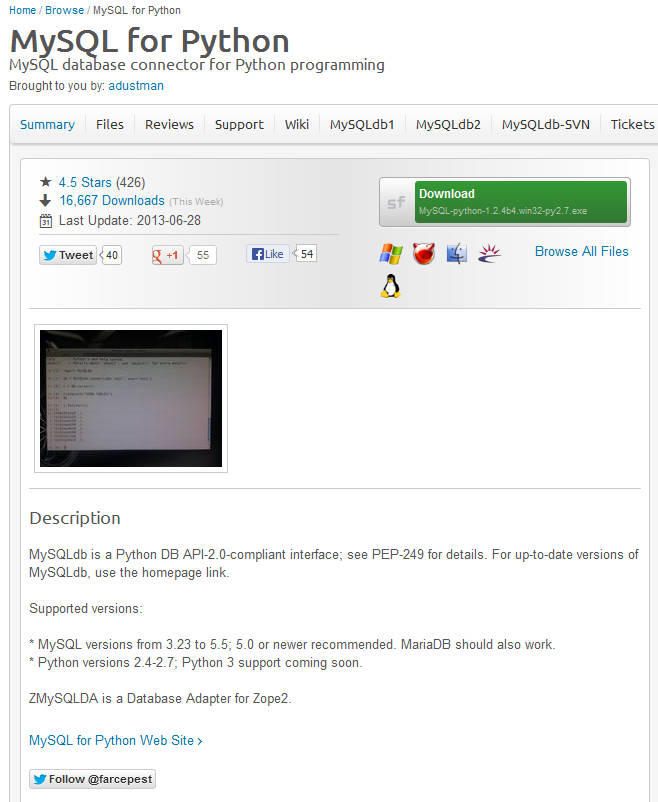 Home / Browse / MySQL for Python
MySQL for Python
MySQL database connector for Python programming
Brought to you by: adustman
Summary Files Reviews Support Wiki MySQLdb1 MySQLdb2 MySQLdb-SVN Tickets
4.5 Stars (426)
16,667 Downloads (This Week)
31 Last Update: 2013-06-28
Tweet 40 g +1 55 f Like 54
sf Download
MySQL-python-1.2.4b4.win32-py2.7.exe
Browse All Files
Description
MySQLdb is a Python DB API-2.0-compliant interface; see PEP-249 for details. For up-to-date versions of
MySQLdb, use the homepage link.
Supported versions:
* MySQL versions from 3.23 to 5.5; 5.0 or newer recommended. MariaDB should also work.
* Python versions 2.4-2.7; Python 3 support coming soon.
ZMySQLDA is a Database Adapter for Zope2.
MySQL for Python Web Site ›
Follow @farcepest